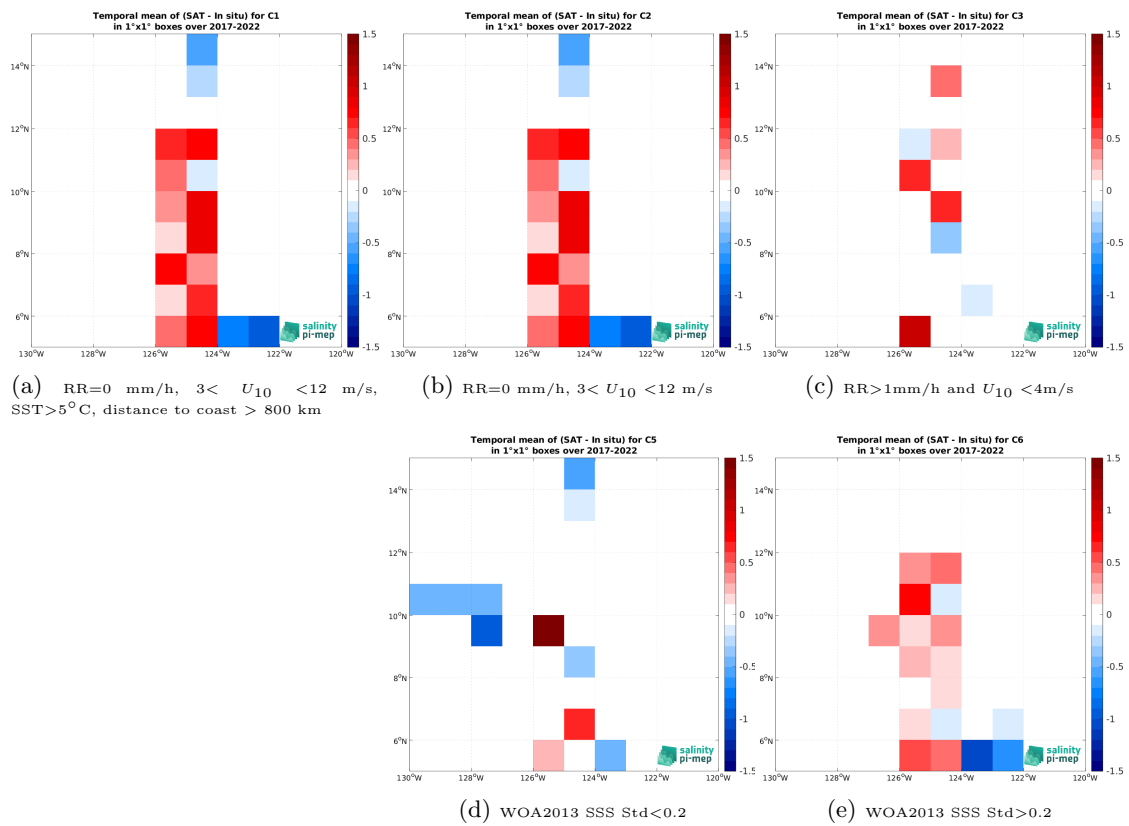 Temporal mean of (SAT - In situ) for C1
in 1°x1° boxes over 2017-2022
14°N
12°N
10°N
8°N
6°N
130°W
128°W
126°W
124°W
122°W
120°W
1.5
1
0.5
0
-0.5
-1
-1.5
salinity
pi-mep
(a) RR=0 mm/h, 3< U10 <12 m/s,
SST>5°C, distance to coast > 800 km
Temporal mean of (SAT - In situ) for C2
in 1°x1° boxes over 2017-2022
14°N
12°N
10°N
8°N
6°N
130°W
128°W
126°W
124°W
122°W
120°W
1.5
1
0.5
0
-0.5
-1
-1.5
salinity
pi-mep
(b) RR=0 mm/h, 3< U10 <12 m/s
Temporal mean of (SAT - In situ) for C3
in 1°x1° boxes over 2017-2022
14°N
12°N
10°N
8°N
6°N
130°W
128°W
126°W
124°W
122°W
120°W
1.5
1
0.5
0
-0.5
-1
-1.5
salinity
pi-mep
(c) RR>1mm/h and U10 <4m/s
Temporal mean of (SAT - In situ) for C5
in 1°x1° boxes over 2017-2022
14°N
12°N
10°N
8°N
6°N
130°W
128°W
126°W
124°W
122°W
120°W
1.5
1
0.5
0
-0.5
-1
-1.5
salinity
pi-mep
(d) WOA2013 SSS Std<0.2
Temporal mean of (SAT - In situ) for C6
in 1°x1° boxes over 2017-2022
14°N
12°N
10°N
8°N
6°N
130°W
128°W
126°W
124°W
122°W
120°W
1.5
1
0.5
0
-0.5
-1
-1.5
salinity
pi-mep
(e) WOA2013 SSS Std>0.2